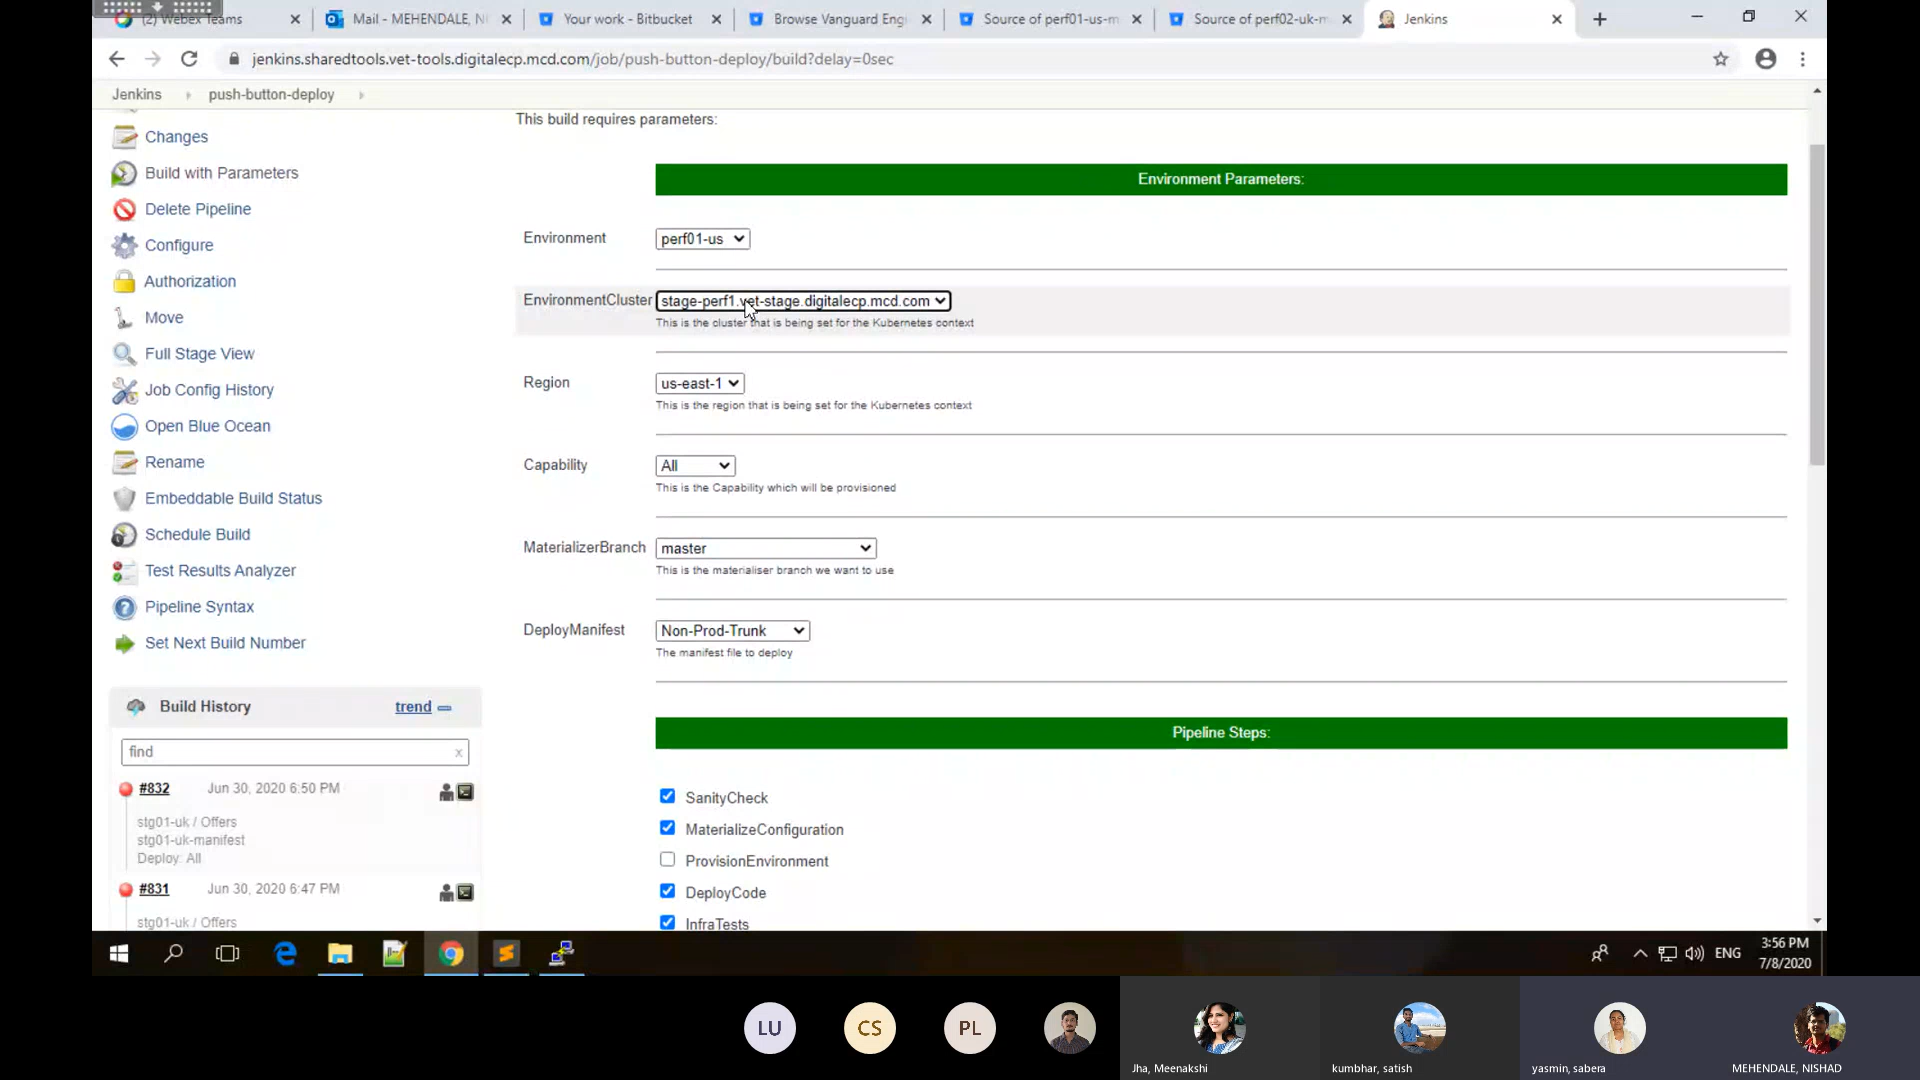 (2) Webex Teams
Mail - MEHENDALE, NI
Your work - Bitbucket
Browse Vanguard Engi
Source of perf01-us-m
Source of perf02-uk-m
Jenkins
jenkins.sharedtools.vet-tools.digitalecp.mcd.com/job/push-button-deploy/build?delay=0sec
Jenkins
push-button-deploy
Changes
Build with Parameters
Delete Pipeline
Configure
Authorization
Move
Full Stage View
Job Config History
Open Blue Ocean
Rename
Embeddable Build Status
Schedule Build
Test Results Analyzer
Pipeline Syntax
Set Next Build Number
Build History
trend
find
x
#832
Jun 30, 2020 6:50 PM
stg01-uk / Offers
stg01-uk-manifest
Deploy: All
#831
Jun 30, 2020 6:47 PM
stg01-uk / Offers
This build requires parameters:
Environment Parameters:
Environment
perf01-us
EnvironmentCluster
stage-perf1.vet-stage.digitalecp.mcd.com
This is the cluster that is being set for the Kubernetes context
Region
us-east-1
This is the region that is being set for the Kubernetes context
Capability
All
This is the Capability which will be provisioned
MaterializerBranch
master
This is the materialiser branch we want to use
DeployManifest
Non-Prod-Trunk
The manifest file to deploy
Pipeline Steps:
SanityCheck
MaterializeConfiguration
ProvisionEnvironment
DeployCode
InfraTests
ENG
3:56 PM
7/8/2020
LU
CS
PL
Jha, Meenakshi
kumbhar, satish
yasmin, sabera
MEHENDALE, NISHAD